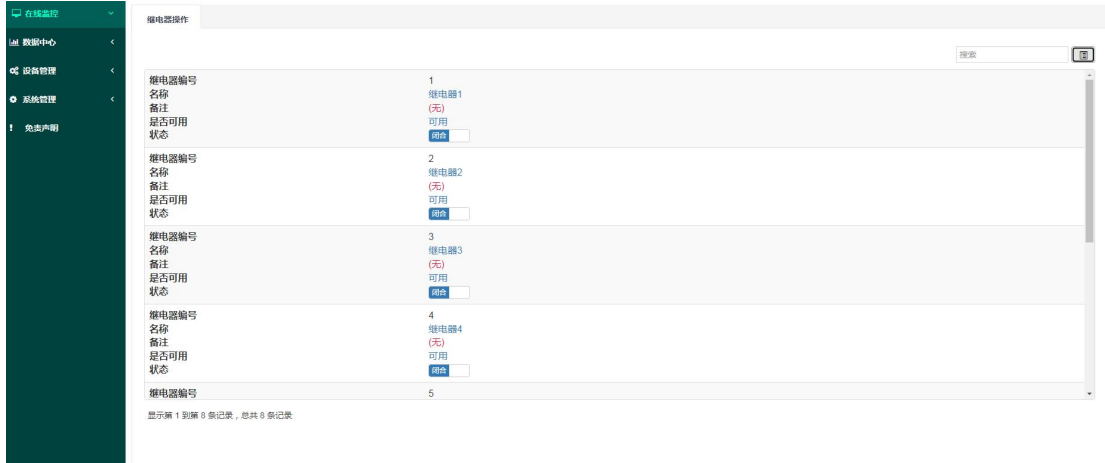 在线监控
数据中心
设备管理
系统管理
免责声明
继电器操作
搜索
继电器编号 1
名称 继电器1
备注 (无)
是否可用 可用
状态 闭合
继电器编号 2
名称 继电器2
备注 (无)
是否可用 可用
状态 闭合
继电器编号 3
名称 继电器3
备注 (无)
是否可用 可用
状态 闭合
继电器编号 4
名称 继电器4
备注 (无)
是否可用 可用
状态 闭合
继电器编号 5
显示第 1 到第 8 条记录，总共 8 条记录